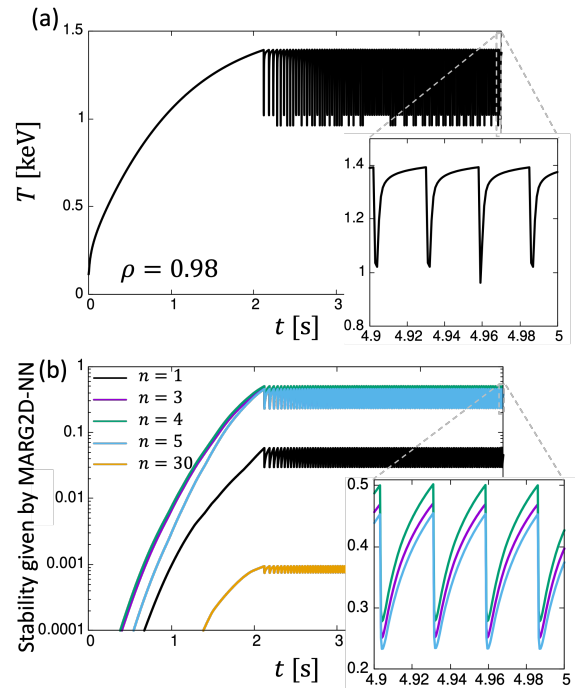 (a)
T [keV]
1.5
1
0.5
0
ρ = 0.98
0 1 2 3
t [s]
1.4
1.2
1
0.8
4.9 4.92 4.94 4.96 4.98 5
(b)
Stability given by MARG2D-NN
1
0.1
0.01
0.001
0.0001
n = 1
n = 3
n = 4
n = 5
n = 30
0 1 2 3
t [s]
0.5
0.4
0.3
0.2
4.9 4.92 4.94 4.96 4.98 5